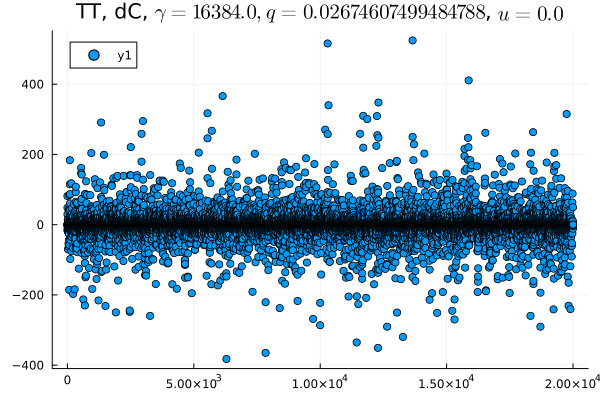 TT, dC, γ = 16384.0, q = 0.02674607499484788, u = 0.0
y1
400
200
0
−200
−400
0 5.00×10³ 1.00×10⁴ 1.50×10⁴ 2.00×10⁴